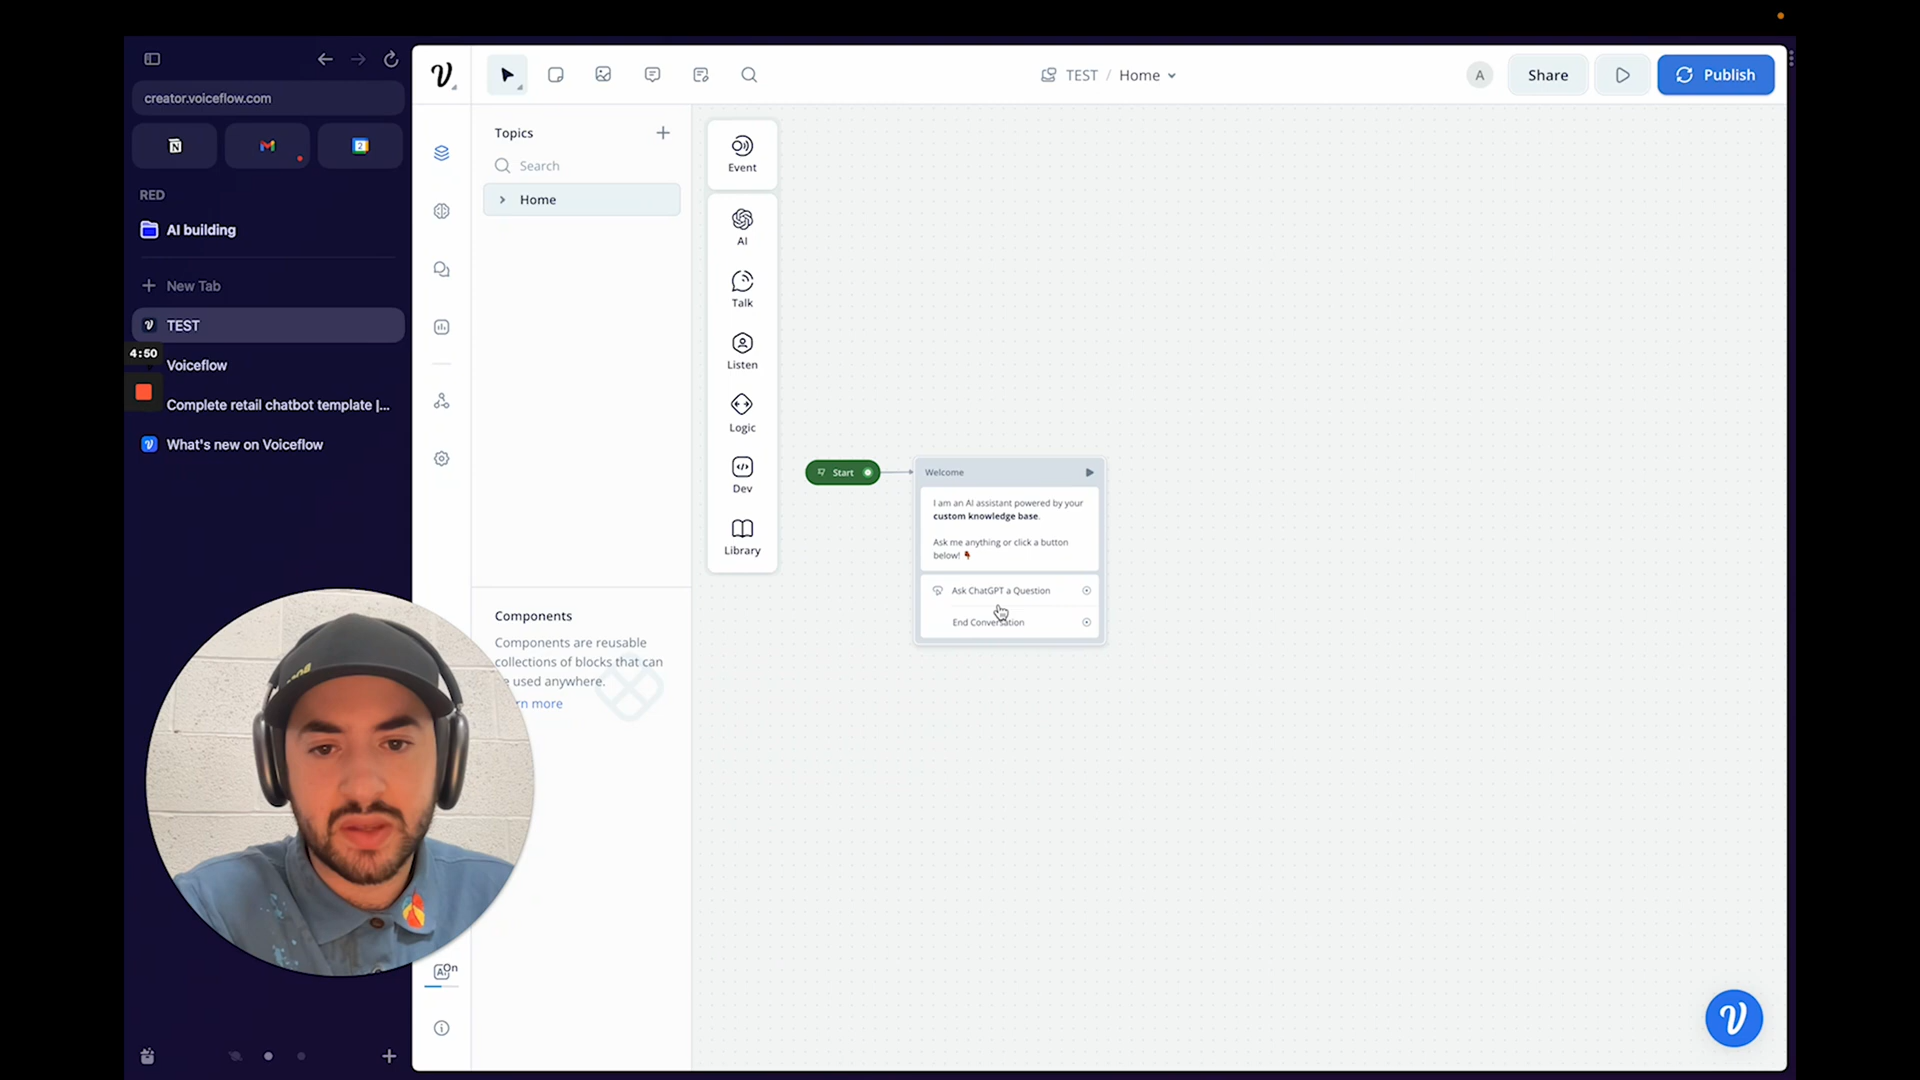 creator.voiceflow.com
2
RED
AI building
New Tab
TEST
4:50
Voiceflow
Complete retail chatbot template |...
What's new on Voiceflow
TEST / Home
A
Share
Publish
Topics
Search
Home
Event
AI
Talk
Listen
Logic
Dev
Library
Start
Welcome
I am an AI assistant powered by your
custom knowledge base.
Ask me anything or click a button
below!
Ask ChatGPT a Question
End Conversation
Components
Components are reusable
collections of blocks that can
e used anywhere.
rn more
On